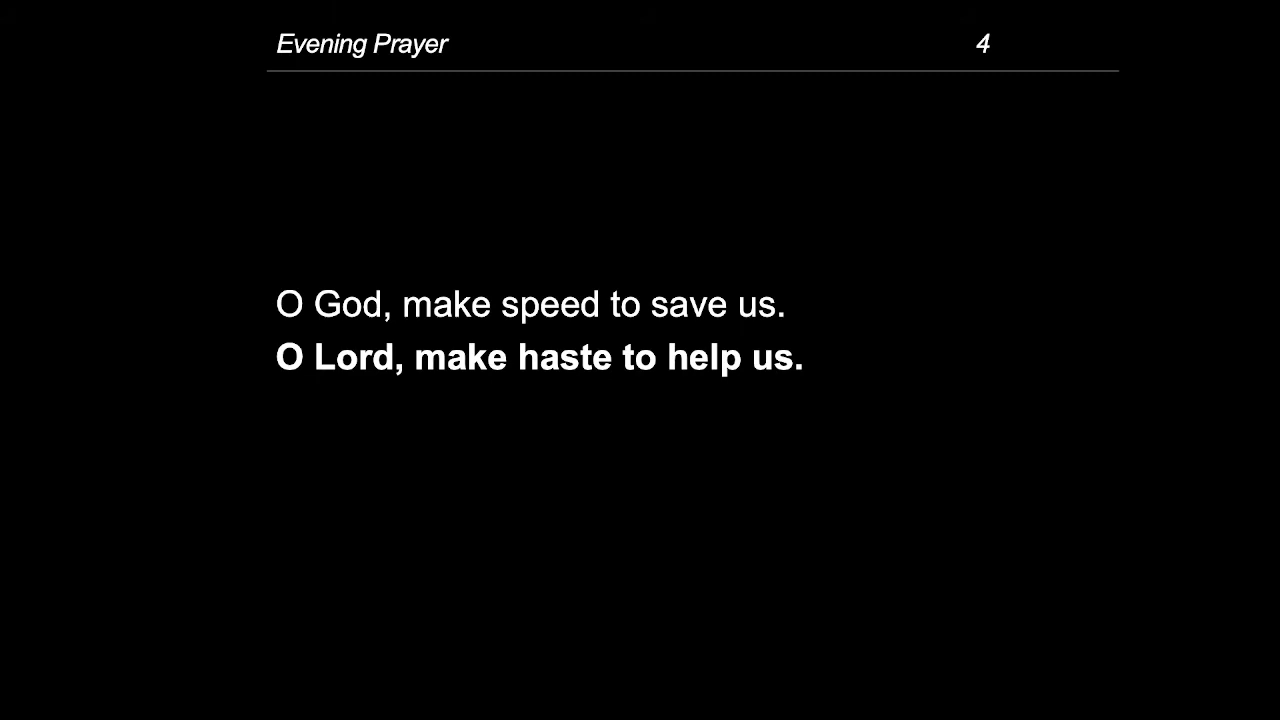 Evening Prayer 4
O God, make speed to save us.
O Lord, make haste to help us.